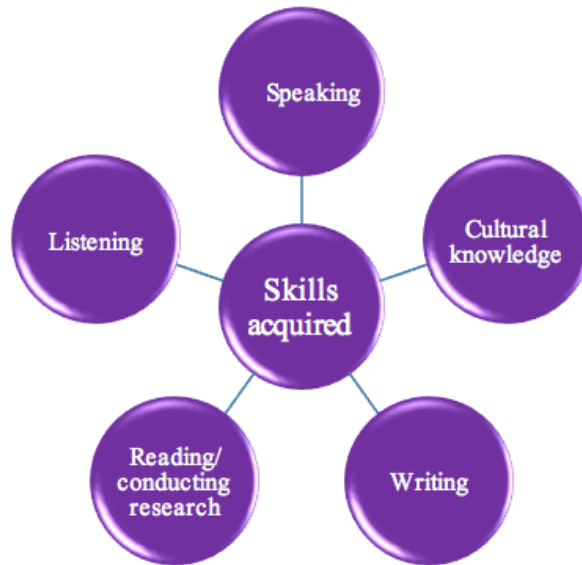 Speaking
Listening
Cultural
knowledge
Skills
acquired
Reading/
conducting
research
Writing